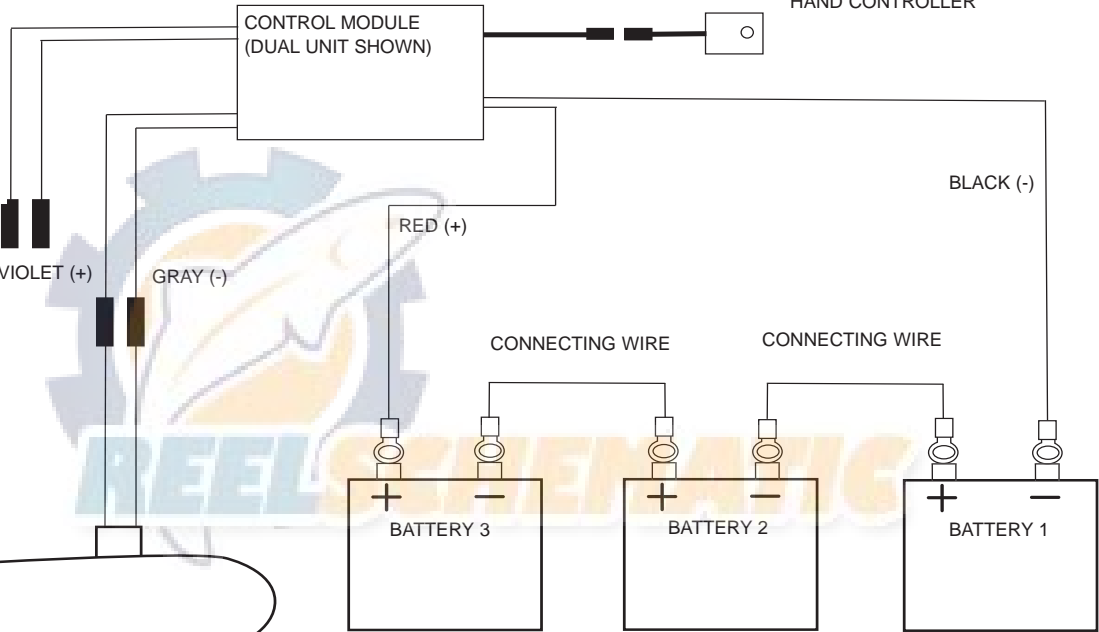 HAND CONTROLLER
CONTROL MODULE
(DUAL UNIT SHOWN)
BLACK (-)
RED (+)
VIOLET (+)
GRAY (-)
CONNECTING WIRE
CONNECTING WIRE
REELSCHEMATIC
+ − + − + −
BATTERY 3
BATTERY 2
BATTERY 1